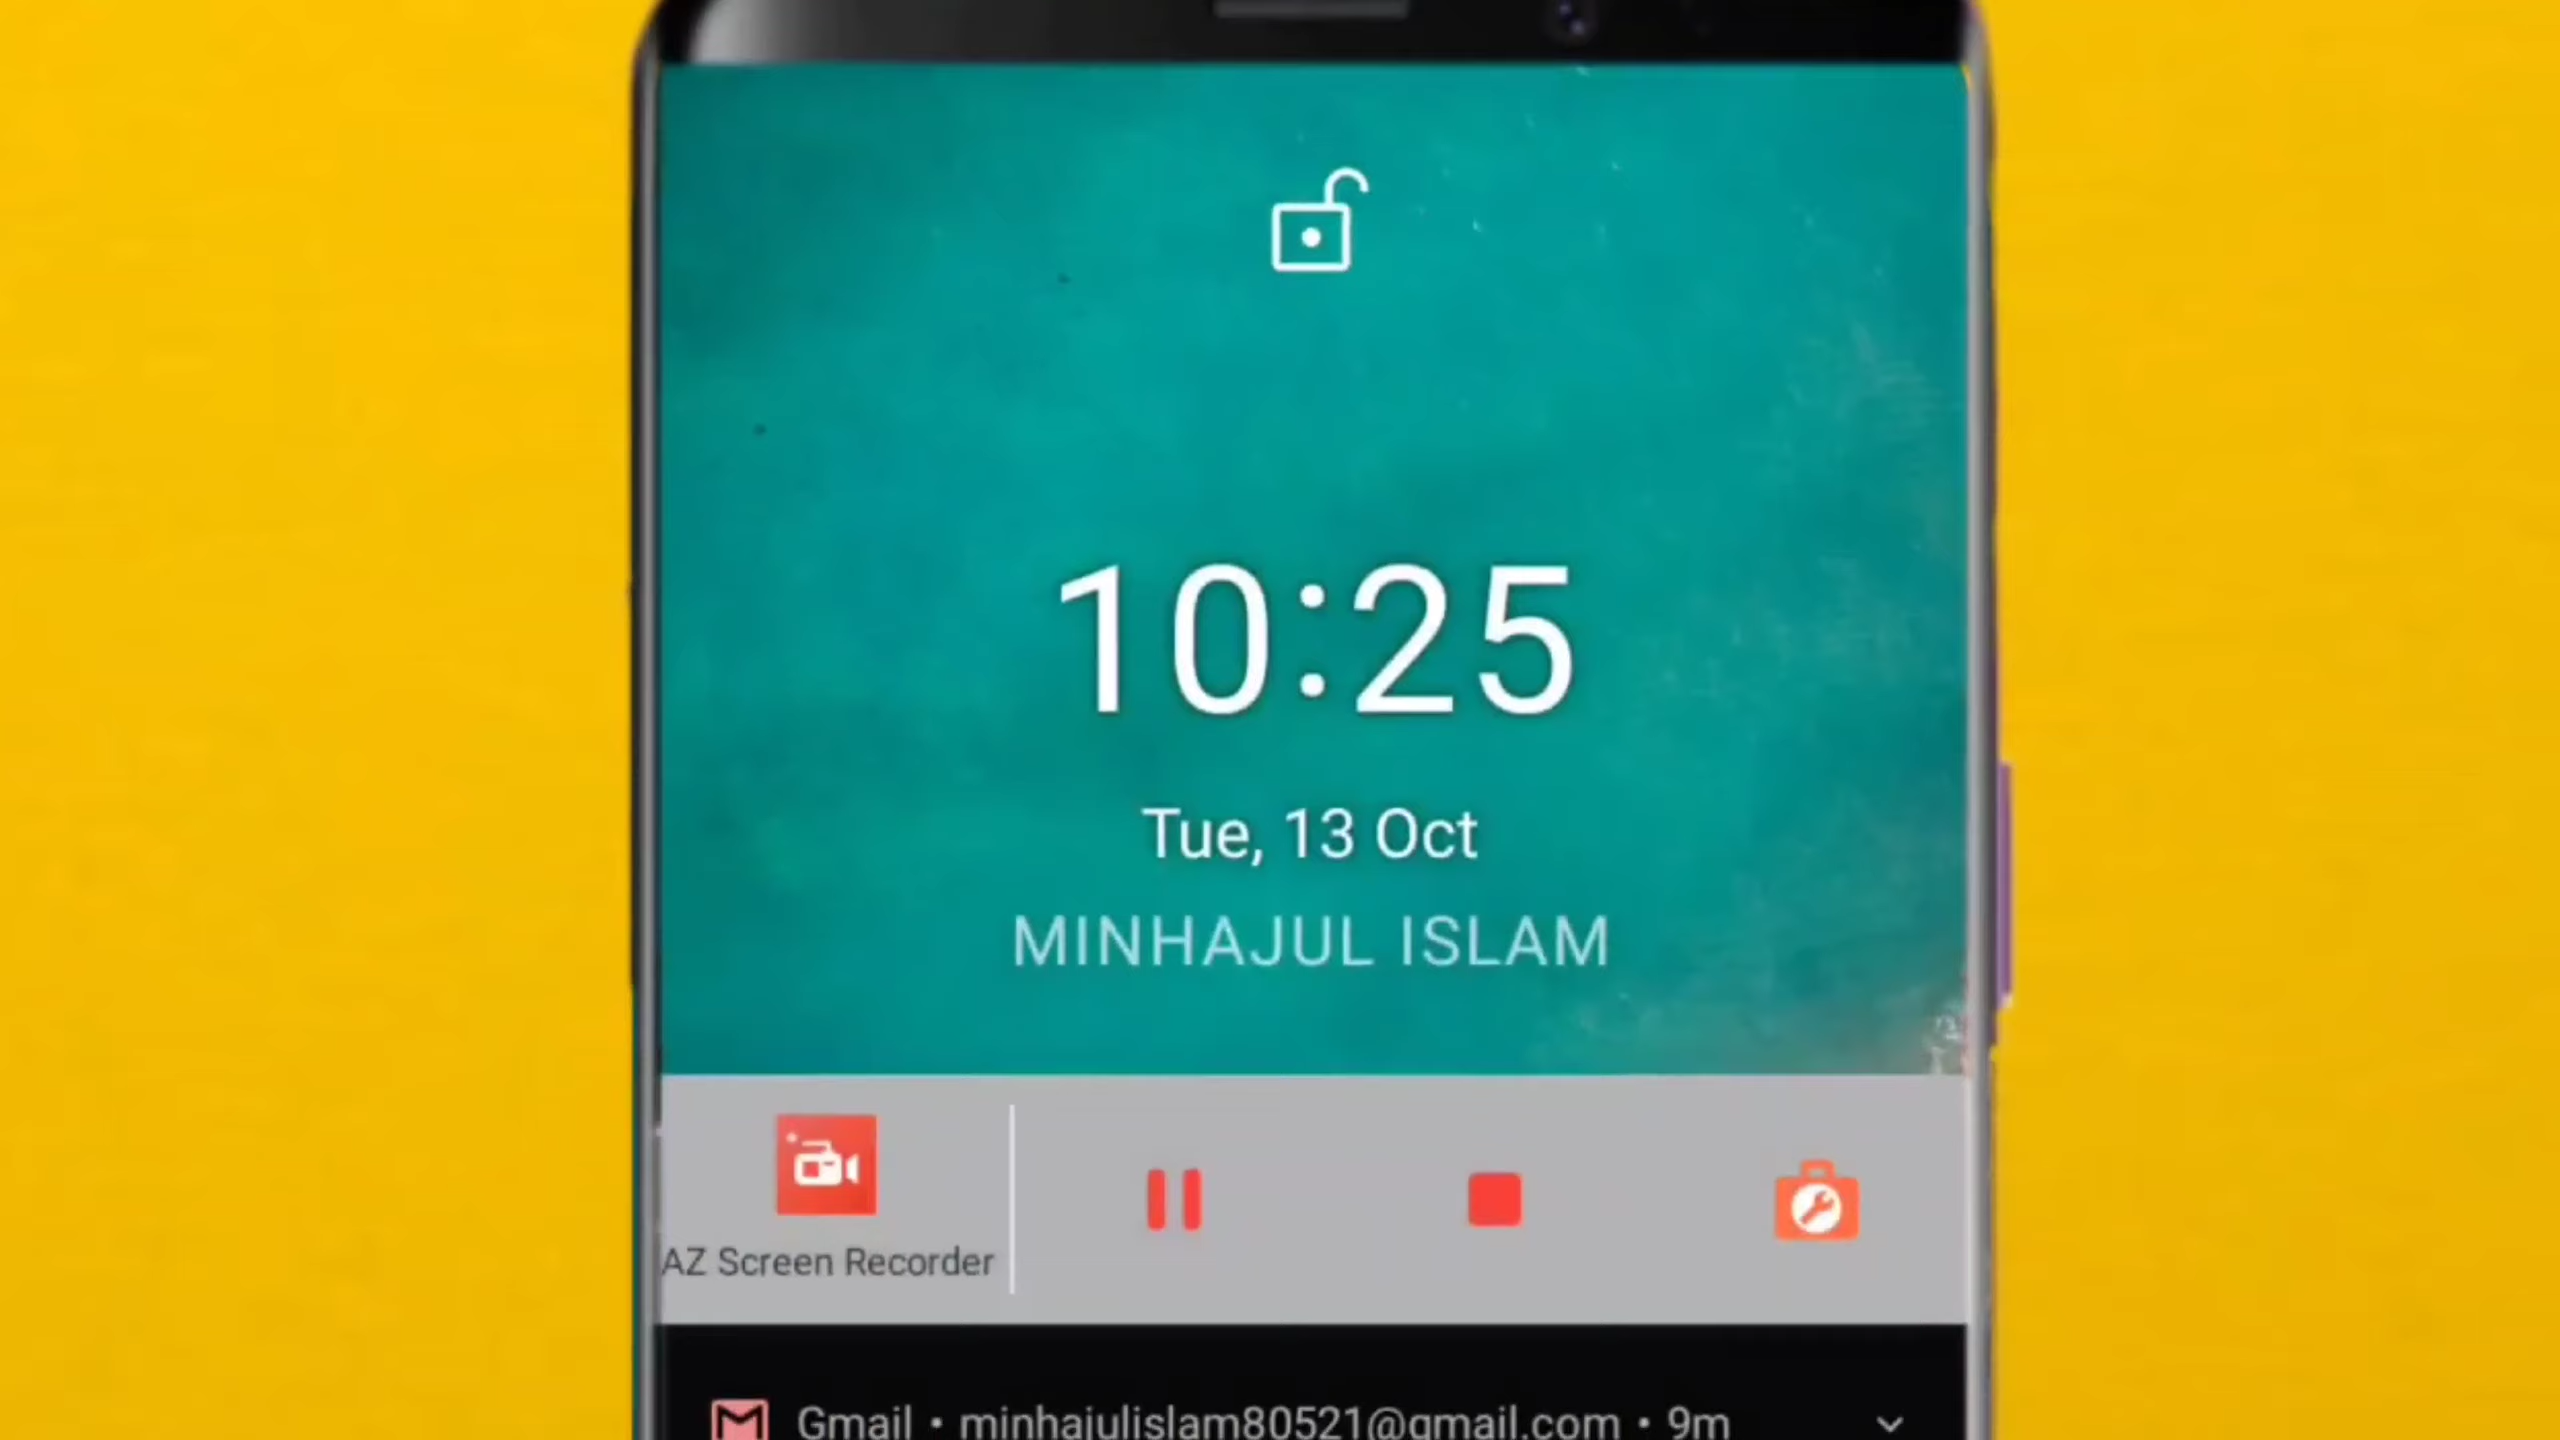 10:25
Tue, 13 Oct
MINHAJUL ISLAM
AZ Screen Recorder
Gmail • minhajulislam80521@gmail.com • 9m